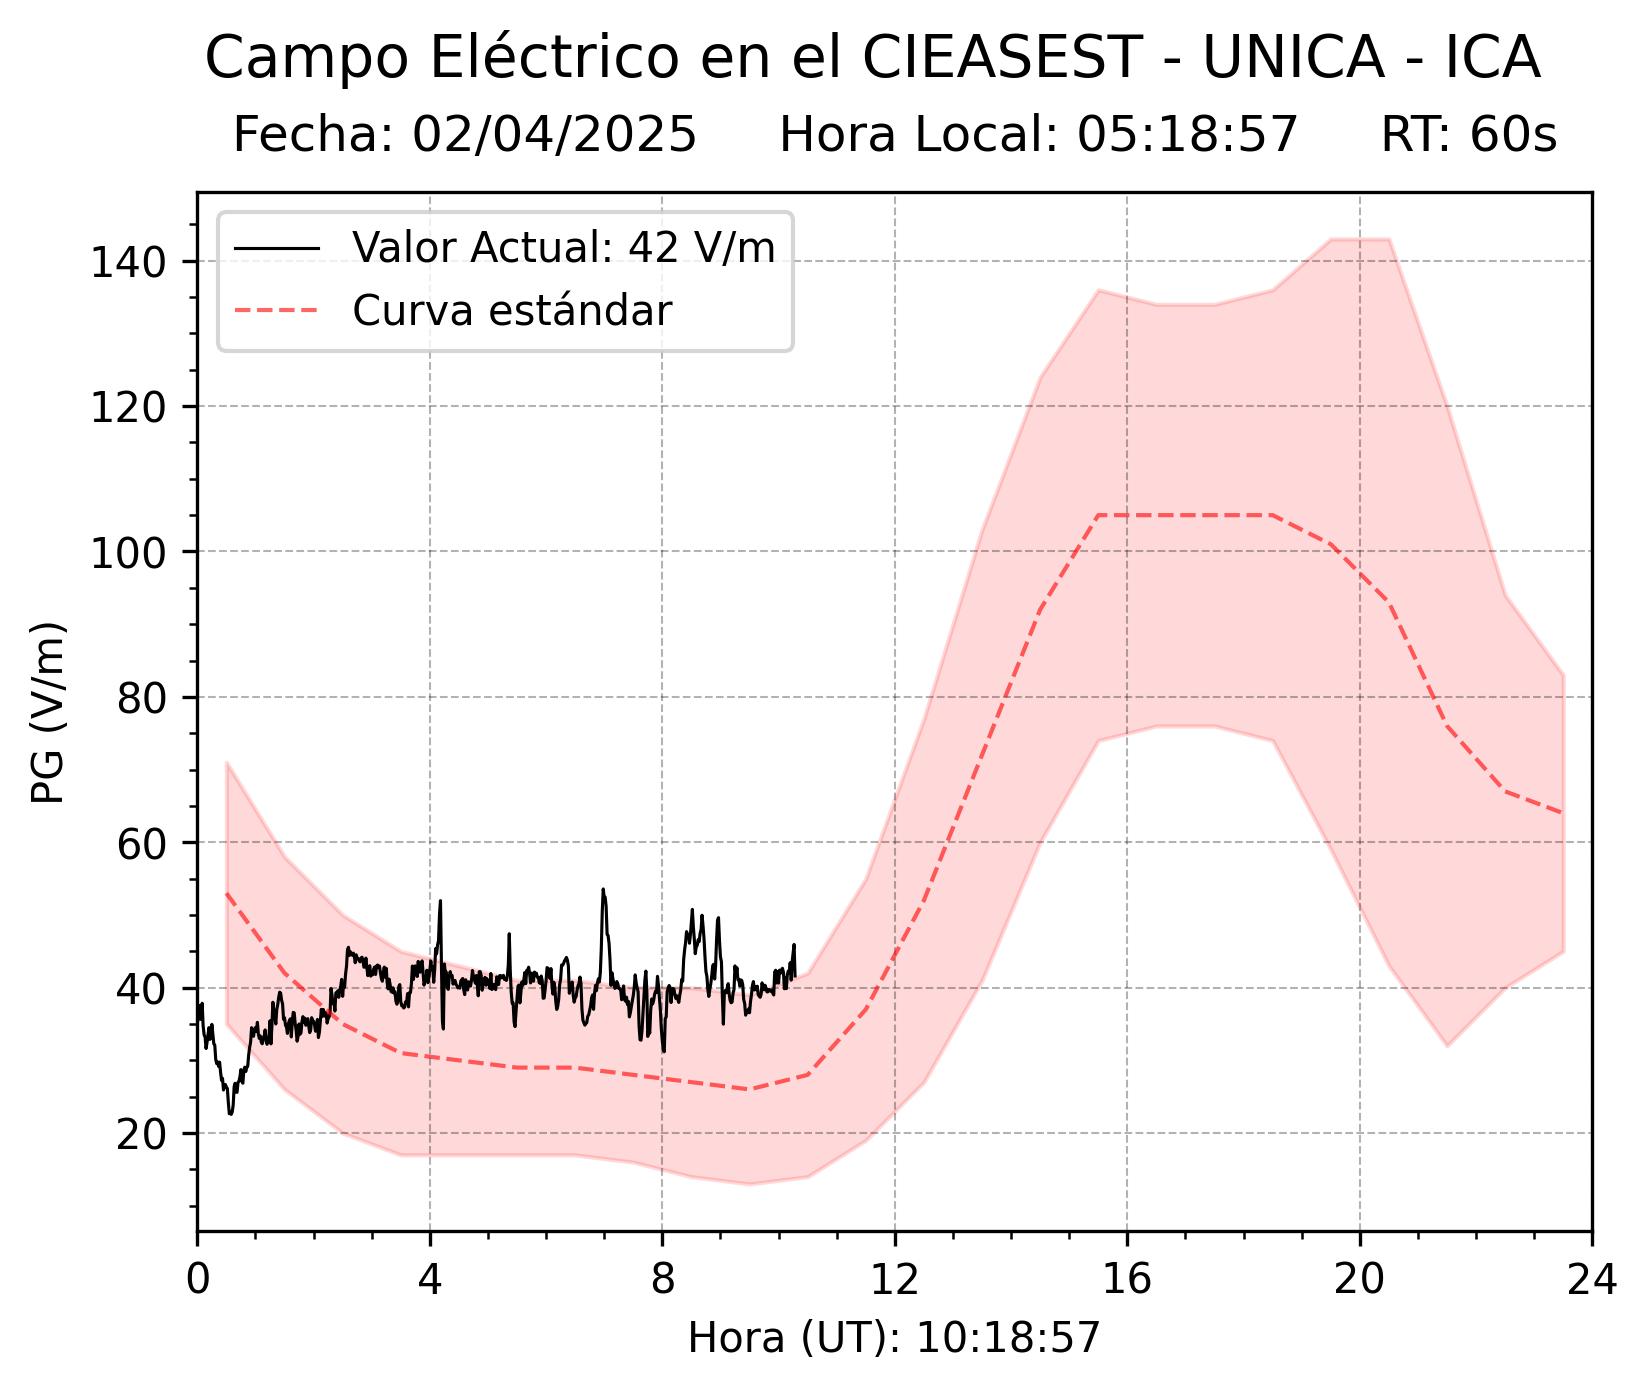 Campo Eléctrico en el CIEASEST - UNICA - ICA
Fecha: 02/04/2025 Hora Local: 05:18:57 RT: 60s
Valor Actual: 42 V/m
Curva estándar
PG (V/m)
140
120
100
80
60
40
20
0 4 8 12 16 20 24
Hora (UT): 10:18:57